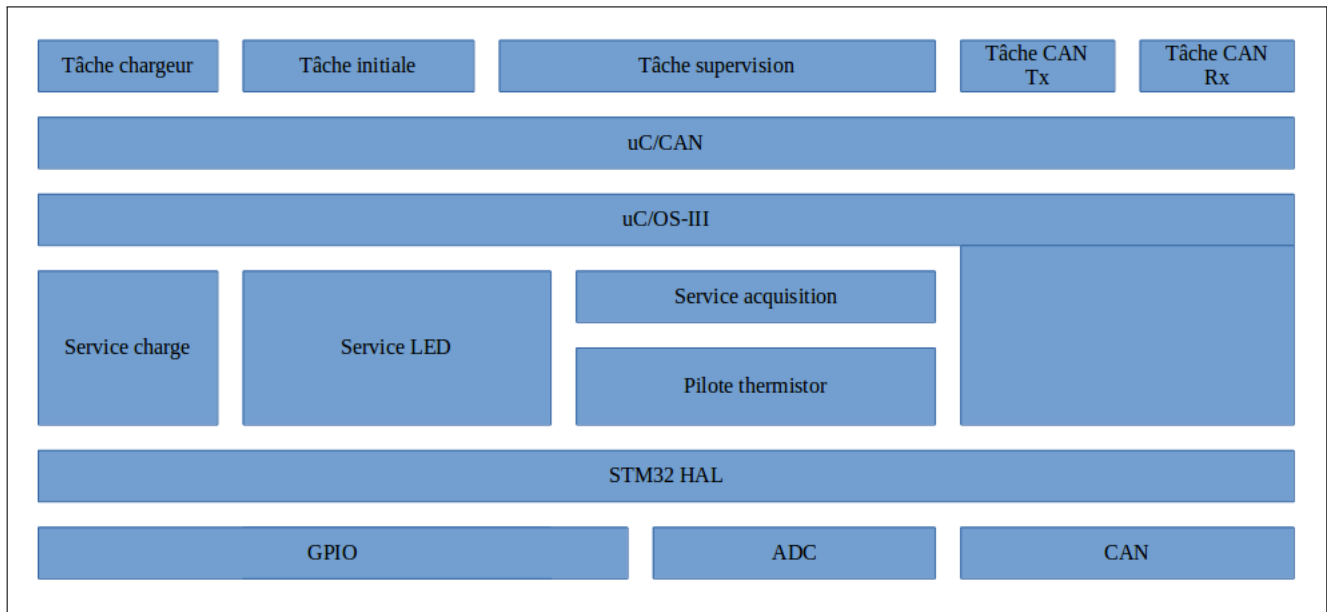 Tâche chargeur
Tâche initiale
Tâche supervision
Tâche CAN
Tx
Tâche CAN
Rx
uC/CAN
uC/OS-III
Service charge
Service LED
Service acquisition
Pilote thermistor
STM32 HAL
GPIO
ADC
CAN